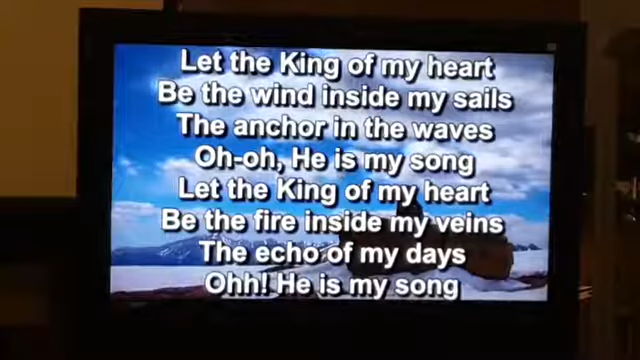 Let the King of my heart
Be the wind inside my sails
The anchor in the waves
Oh-oh, He is my song
Let the King of my heart
Be the fire inside my veins
The echo of my days
Ohh! He is my song